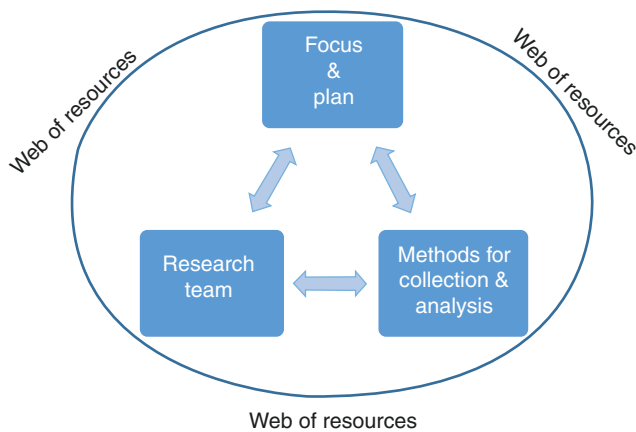 Focus
&
plan
Web of resources
Web of resources
Research
team
Methods for
collection &
analysis
Web of resources